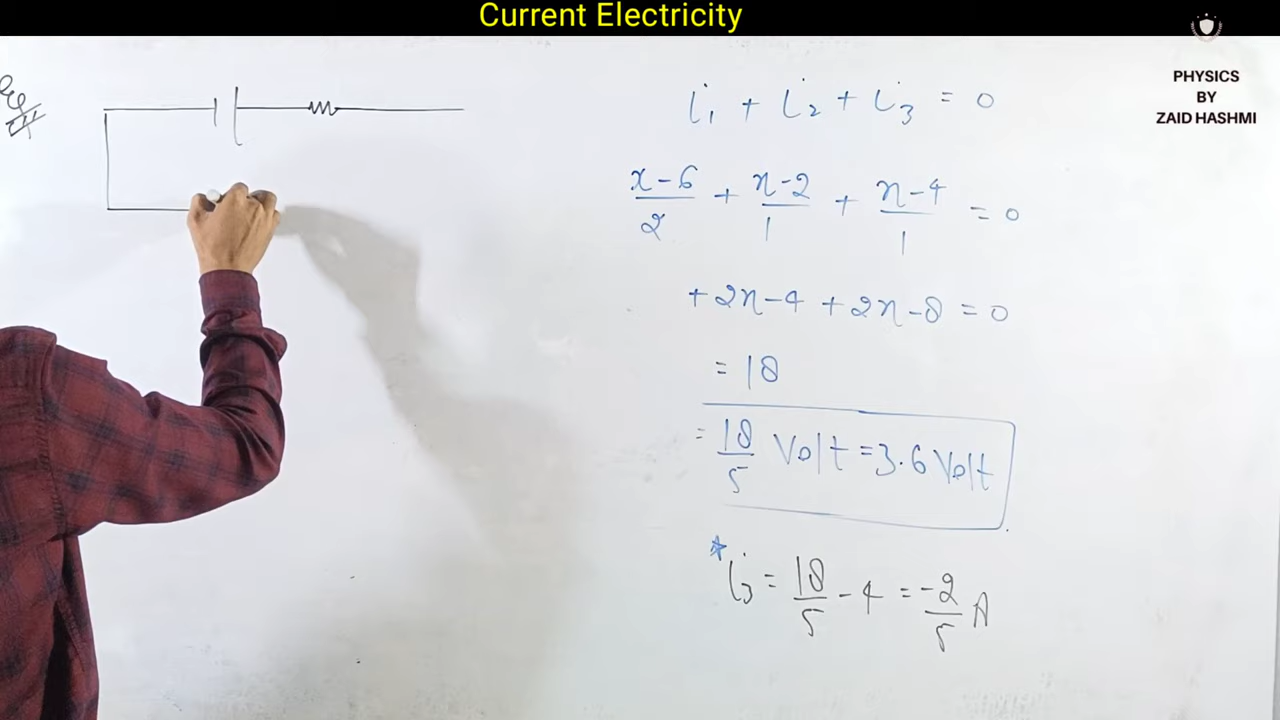 Current Electricity
PHYSICS
BY
ZAID HASHMI
i₁ + i₂ + i₃ = 0
x-6/2 + x-2/1 + x-4/1 = 0
+ 2x-4 + 2x-8 = 0
= 18
= 18/5 Volt = 3.6 Volt
* i₃ = 18/5 - 4 = -2/5 A